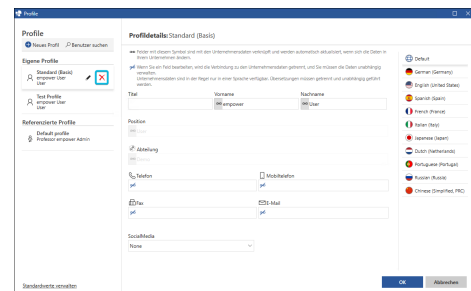 Profile
Profile
Neues Profil
Benutzer suchen
Eigene Profile
Standard (Basis)
empower User
User
Test Profile
empower User
User
Referenzierte Profile
Default profile
Professor empower Admin
Standardwerte verwalten
Profildetails: Standard (Basis)
Felder mit diesem Symbol sind mit den Unternehmensdaten verknüpft und werden automatisch aktualisiert, wenn sich die Daten in
Ihrem Unternehmen ändern.
Wenn Sie ein Feld bearbeiten, wird die Verbindung zu den Unternehmensdaten getrennt, und Sie müssen die Daten unabhängig
verwalten.
Unternehmensdaten sind in der Regel nur in einer Sprache verfügbar. Übersetzungen müssen getrennt und unabhängig geführt
werden.
Titel
Vorname
Nachname
empower
User
Position
User
Abteilung
Telefon
Mobiltelefon
Fax
E-Mail
SocialMedia
None
Default
German (Germany)
English (United States)
Spanish (Spain)
French (France)
Italian (Italy)
Japanese (Japan)
Dutch (Netherlands)
Portuguese (Portugal)
Russian (Russia)
Chinese (Simplified, PRC)
OK
Abbrechen